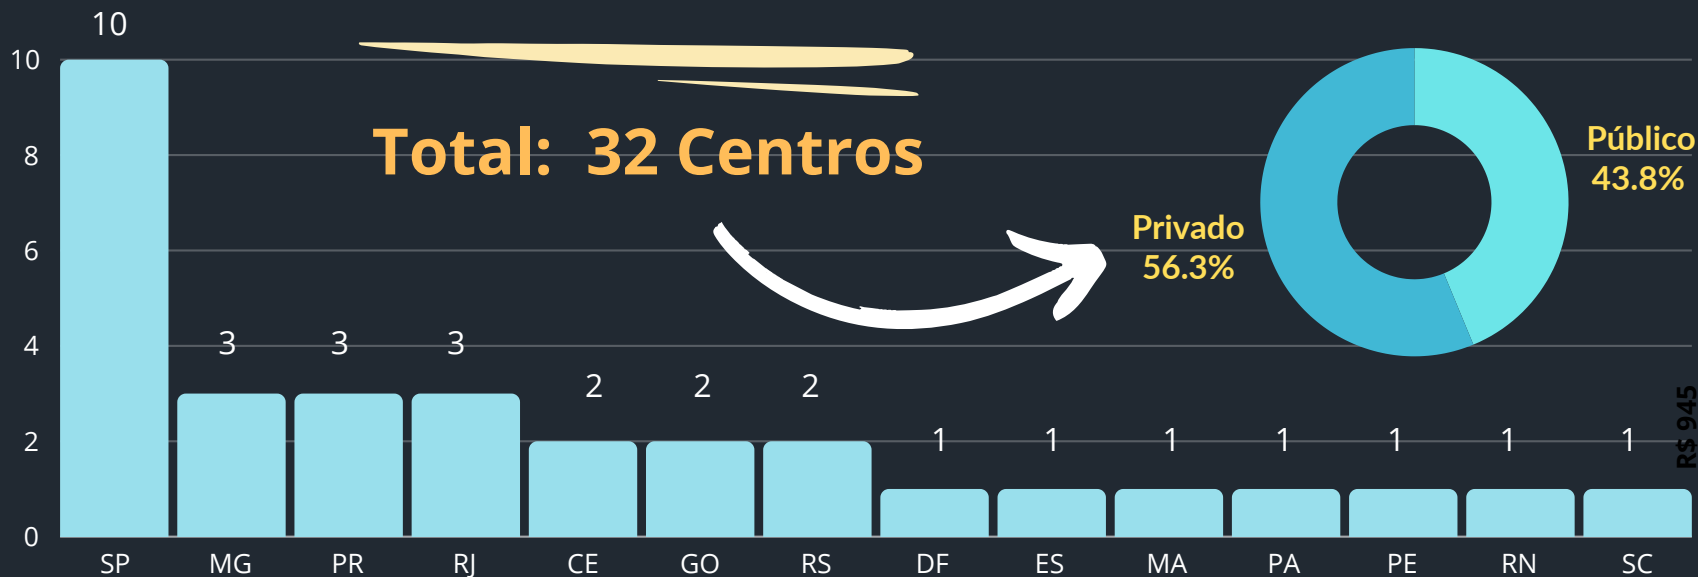 10
10
8
6
4
2
0
Total: 32 Centros
Público
43.8%
Privado
56.3%
3
3
3
2
2
2
1
1
1
1
1
1
1
R$ 945
SP
MG
PR
RJ
CE
GO
RS
DF
ES
MA
PA
PE
RN
SC